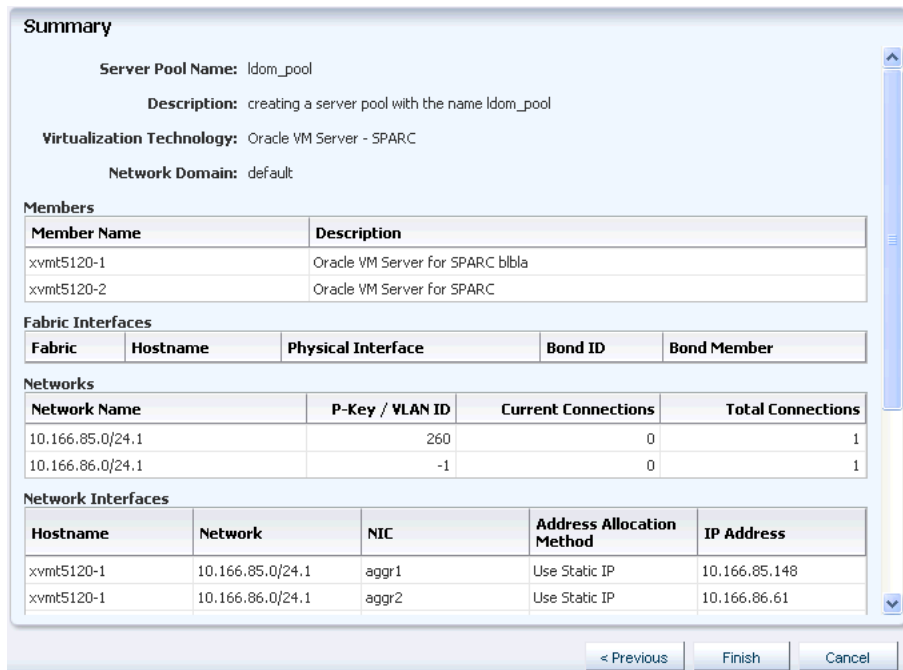 Summary
Server Pool Name: ldom_pool
Description: creating a server pool with the name ldom_pool
Virtualization Technology: Oracle VM Server - SPARC
Network Domain: default
Members
Member Name Description
xvmt5120-1 Oracle VM Server for SPARC blbla
xvmt5120-2 Oracle VM Server for SPARC
Fabric Interfaces
Fabric Hostname Physical Interface Bond ID Bond Member
Networks
Network Name P-Key / VLAN ID Current Connections Total Connections
10.166.85.0/24.1 260 0 1
10.166.86.0/24.1 -1 0 1
Network Interfaces
Hostname Network NIC Address Allocation Method IP Address
xvmt5120-1 10.166.85.0/24.1 aggr1 Use Static IP 10.166.85.148
xvmt5120-1 10.166.86.0/24.1 aggr2 Use Static IP 10.166.86.61
< Previous Finish Cancel